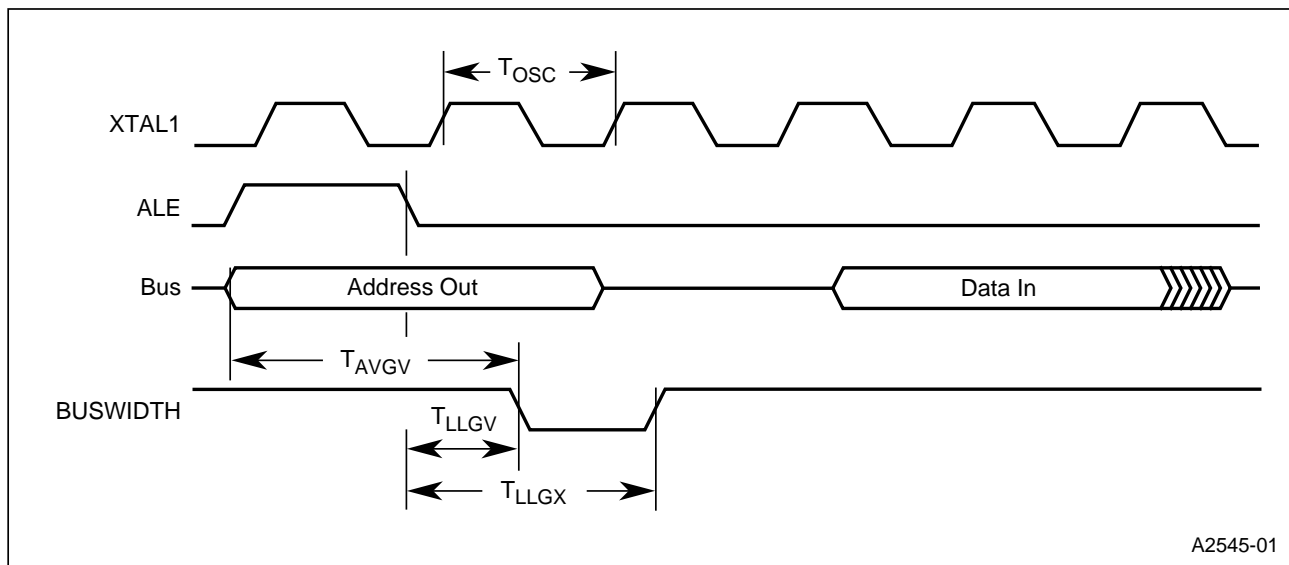 TOSC
XTAL1
ALE
Bus
Address Out
Data In
TAVGV
BUSWIDTH
TLLGV
TLLGX
A2545-01